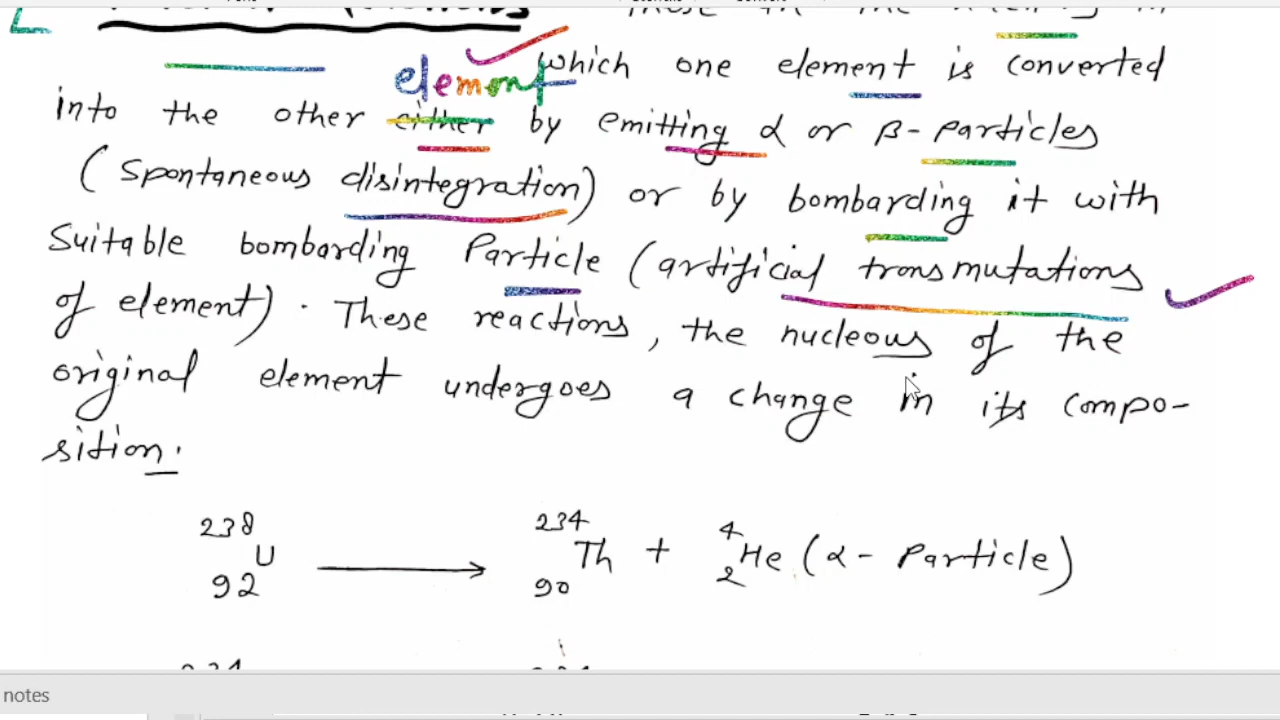 element which one element is converted
into the other either by emitting α or β- particles
(Spontaneous disintegration) or by bombarding it with
Suitable bombarding Particle (artificial transmutations
of element). These reactions, the nucleous of the
original element undergoes a change in its compo-
sition.
238 92 U ⟶ 234 90 Th + 4 2 He (α - Particle)
notes